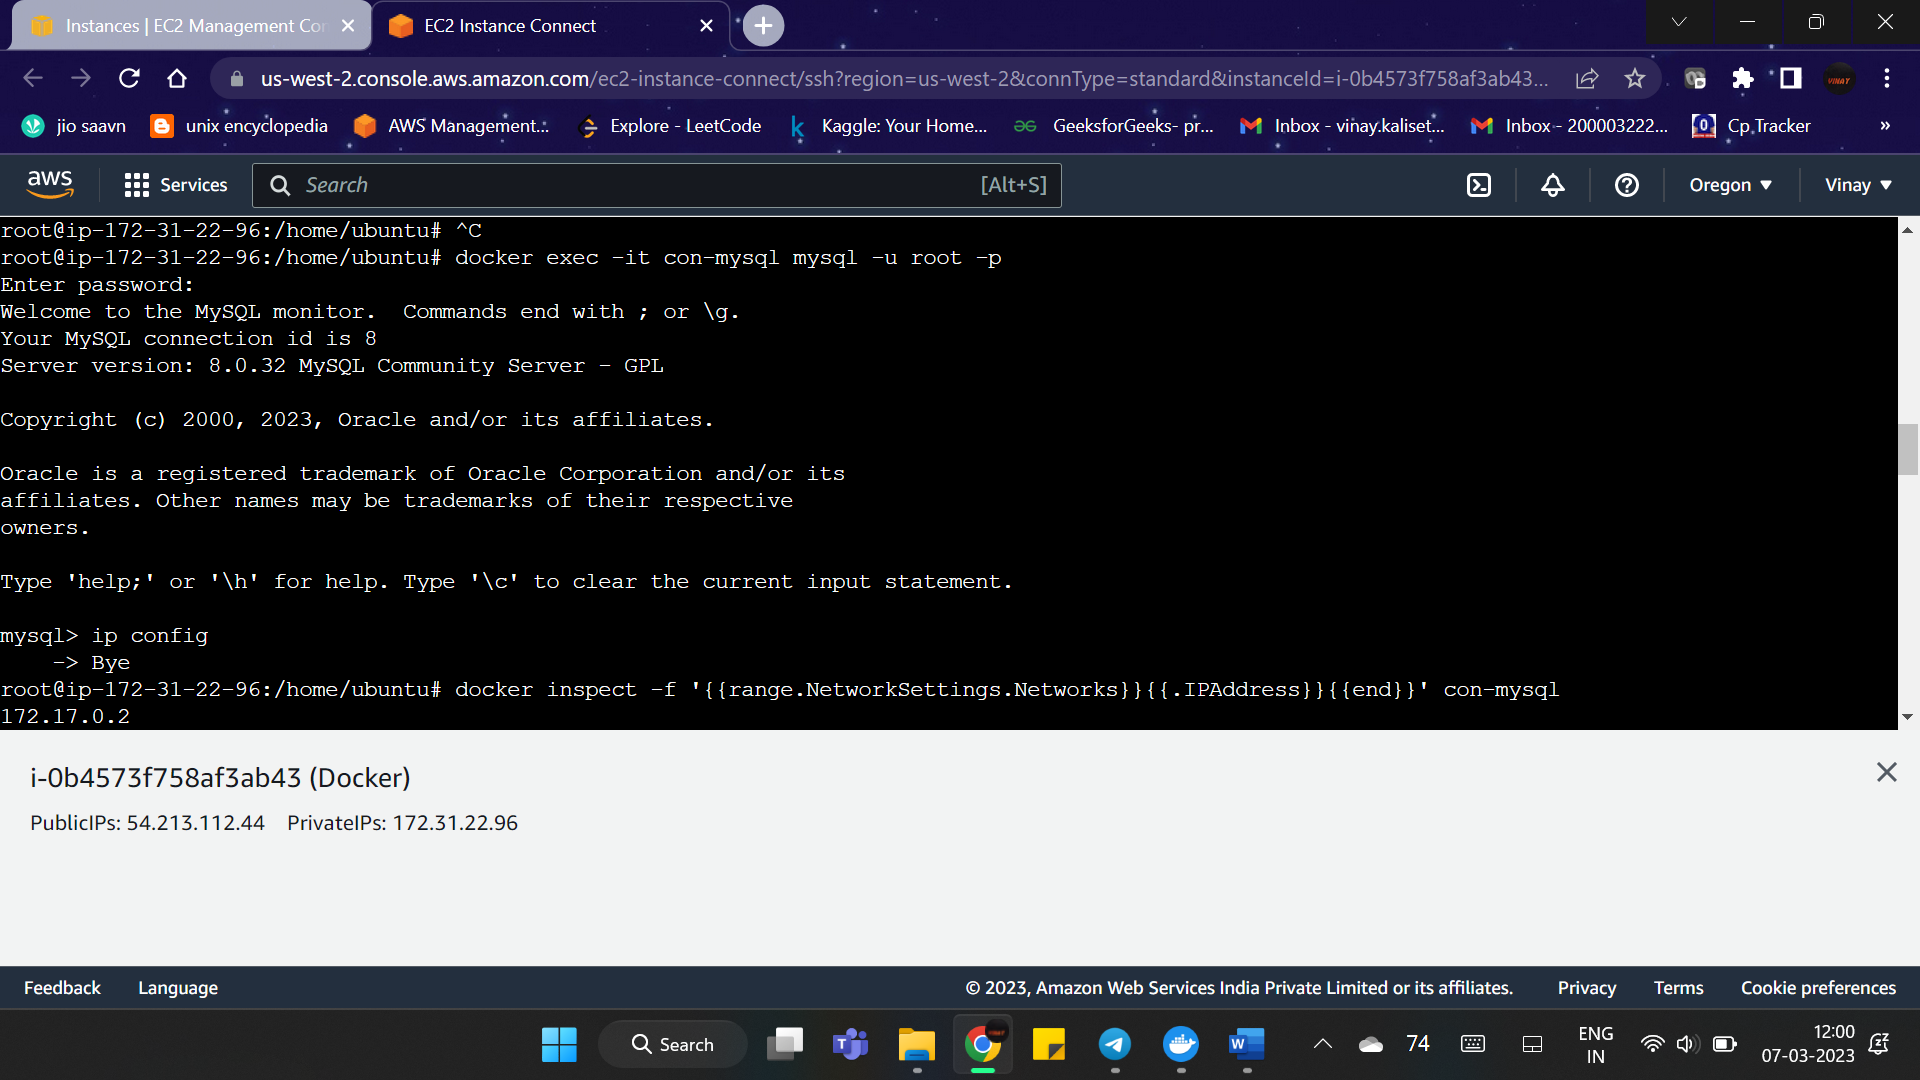 Instances | EC2 Management Co
EC2 Instance Connect
us-west-2.console.aws.amazon.com/ec2-instance-connect/ssh?region=us-west-2&connType=standard&instanceId=i-0b4573f758af3ab43...
VINAY
jio saavn
unix encyclopedia
AWS Management...
Explore - LeetCode
Kaggle: Your Home...
GeeksforGeeks- pr...
Inbox - vinay.kaliset...
Inbox - 200003222...
Cp Tracker
»
aws
Services
Search
[Alt+S]
Oregon
Vinay
root@ip-172-31-22-96:/home/ubuntu# ^C
root@ip-172-31-22-96:/home/ubuntu# docker exec -it con-mysql mysql -u root -p
Enter password:
Welcome to the MySQL monitor.  Commands end with ; or \g.
Your MySQL connection id is 8
Server version: 8.0.32 MySQL Community Server - GPL
Copyright (c) 2000, 2023, Oracle and/or its affiliates.
Oracle is a registered trademark of Oracle Corporation and/or its
affiliates. Other names may be trademarks of their respective
owners.
Type 'help;' or '\h' for help. Type '\c' to clear the current input statement.
mysql> ip config
    -> Bye
root@ip-172-31-22-96:/home/ubuntu# docker inspect -f '{{range.NetworkSettings.Networks}}{{.IPAddress}}{{end}}' con-mysql
172.17.0.2
i-0b4573f758af3ab43 (Docker)
PublicIPs: 54.213.112.44    PrivateIPs: 172.31.22.96
Feedback
Language
© 2023, Amazon Web Services India Private Limited or its affiliates.
Privacy
Terms
Cookie preferences
Search
74
ENG
IN
12:00
07-03-2023